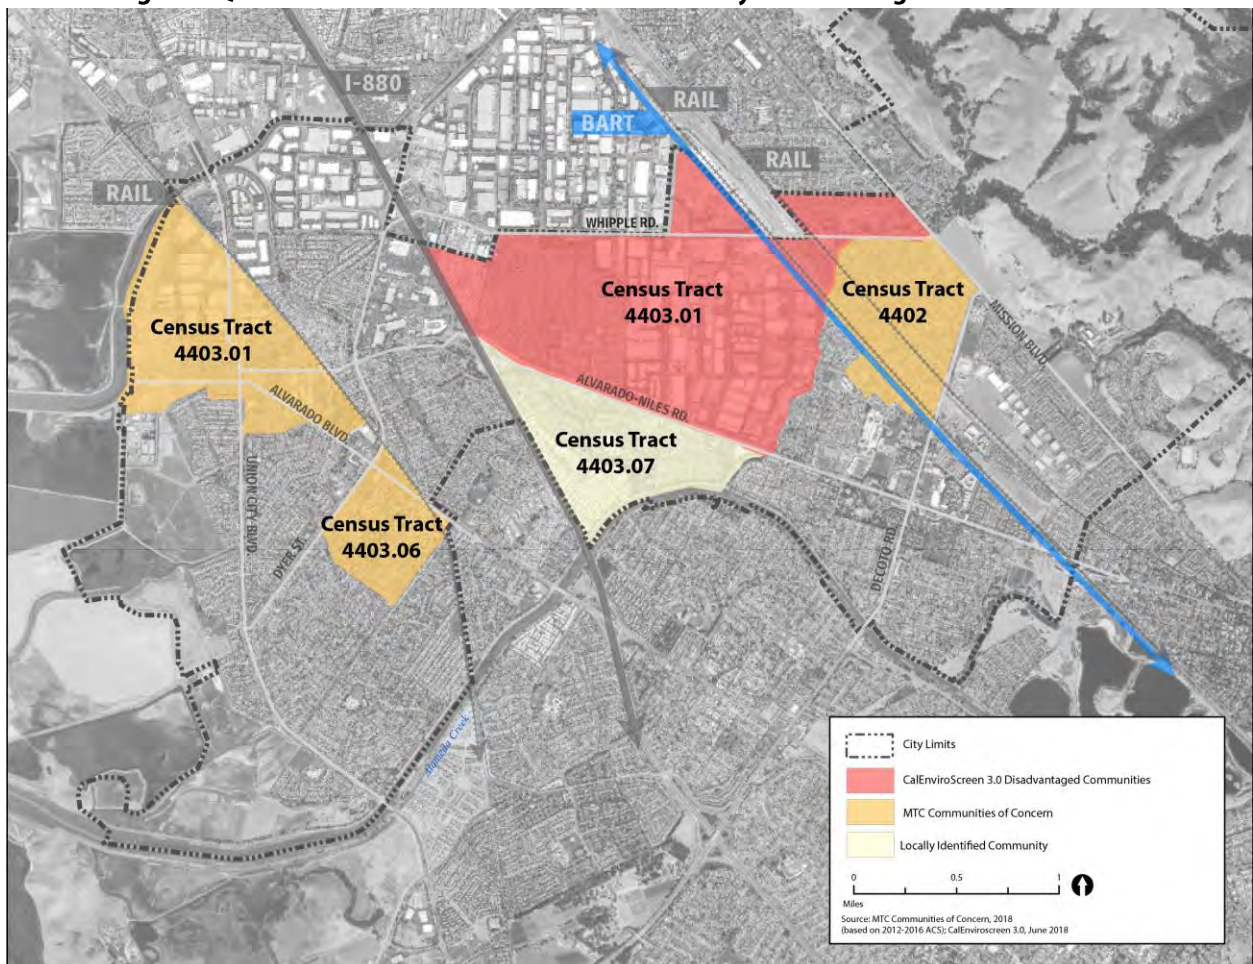 I-880
RAIL
BART
RAIL
RAIL
WHIPPLE RD.
Census Tract
4403.01
Census Tract
4402
MISSION BLVD.
Census Tract
4403.01
ALVARADO BLVD.
ALVARADO-NILES RD.
Census Tract
4403.07
UNION CITY BLVD.
Census Tract
4403.06
DYER ST.
DECOTO RD.
Alameda Creek
City Limits
CalEnviroScreen 3.0 Disadvantaged Communities
MTC Communities of Concern
Locally Identified Community
0 0.5 1
Miles
Source: MTC Communities of Concern, 2018
(based on 2012-2016 ACS); CalEnviroscreen 3.0, June 2018